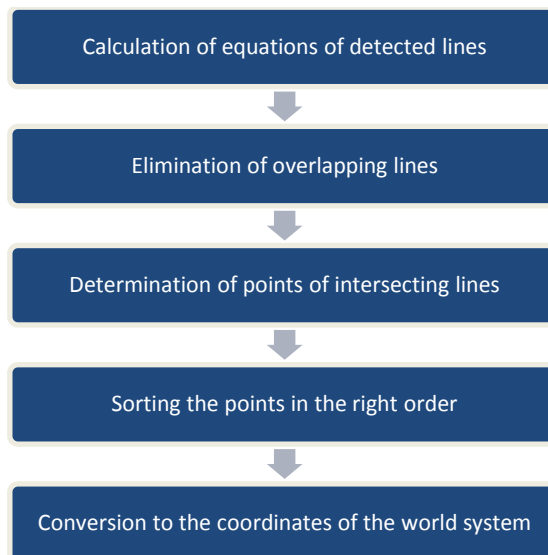 Calculation of equations of detected lines
Elimination of overlapping lines
Determination of points of intersecting lines
Sorting the points in the right order
Conversion to the coordinates of the world system